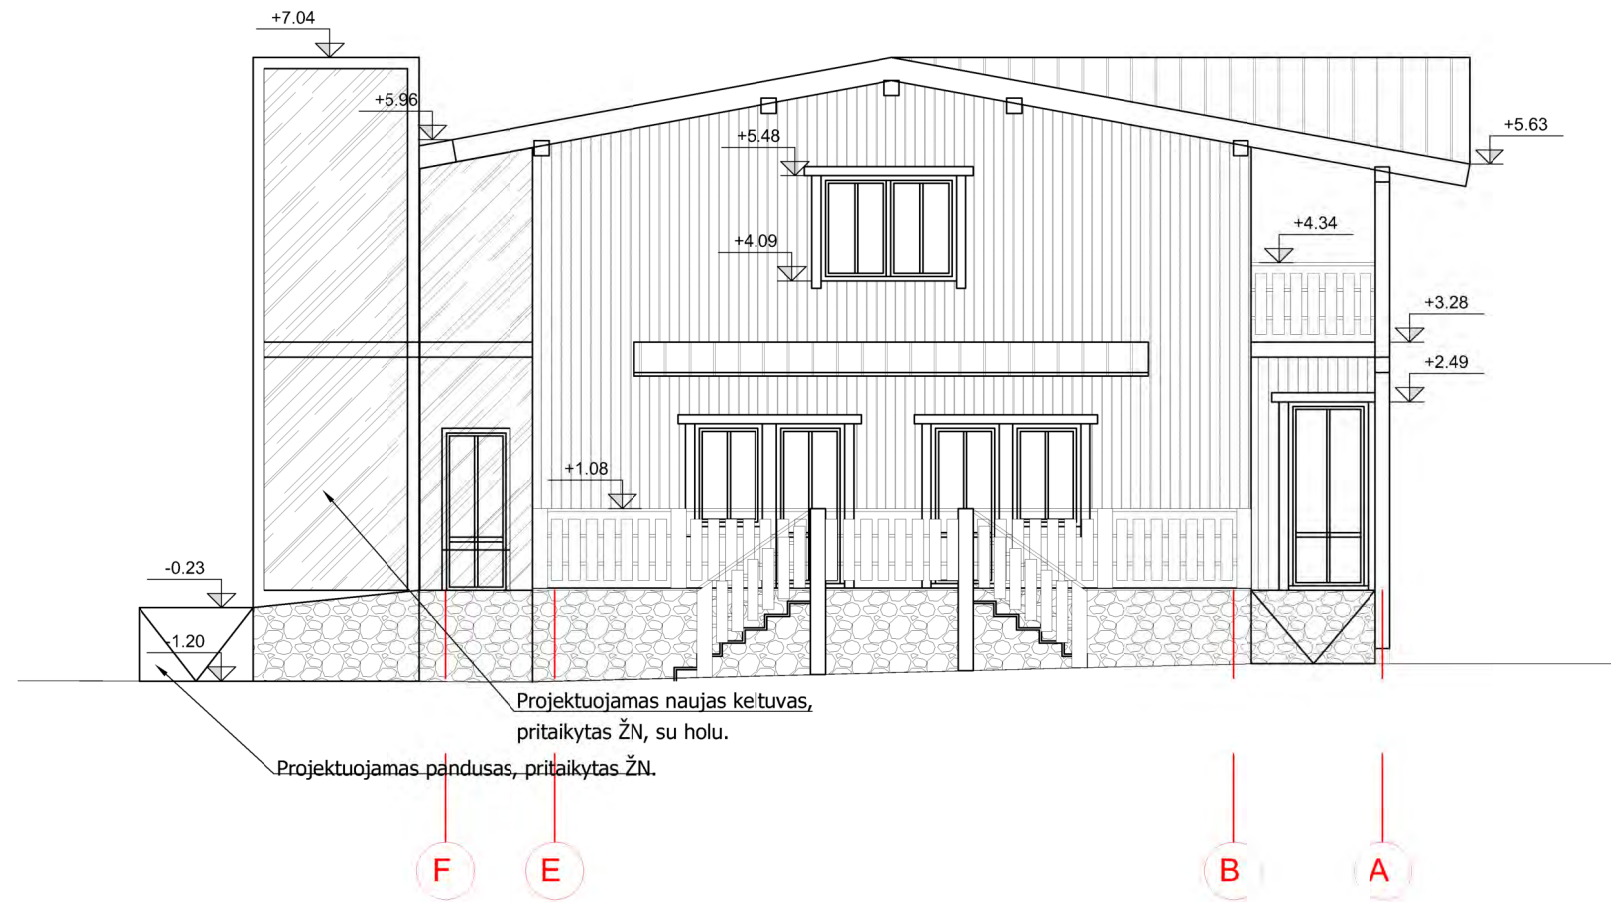 +7.04
+5.96
+5.48
+5.63
+4.34
+4.09
+3.28
+2.49
+1.08
-0.23
-1.20
Projektuojamas naujas keltuvas,
pritaikytas ŽN, su holu.
Projektuojamas pandusas, pritaikytas ŽN.
F E B A